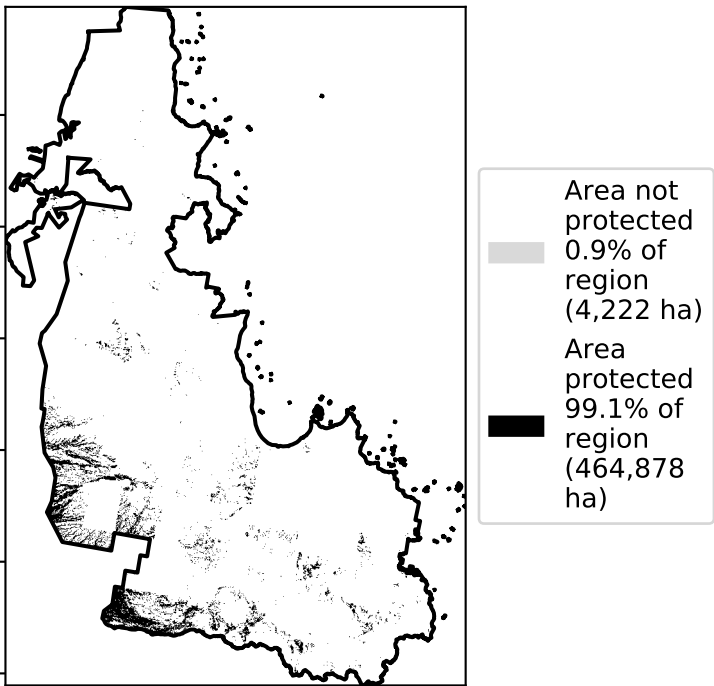 Area not
protected
0.9% of
region
(4,222 ha)
Area
protected
99.1% of
region
(464,878
ha)